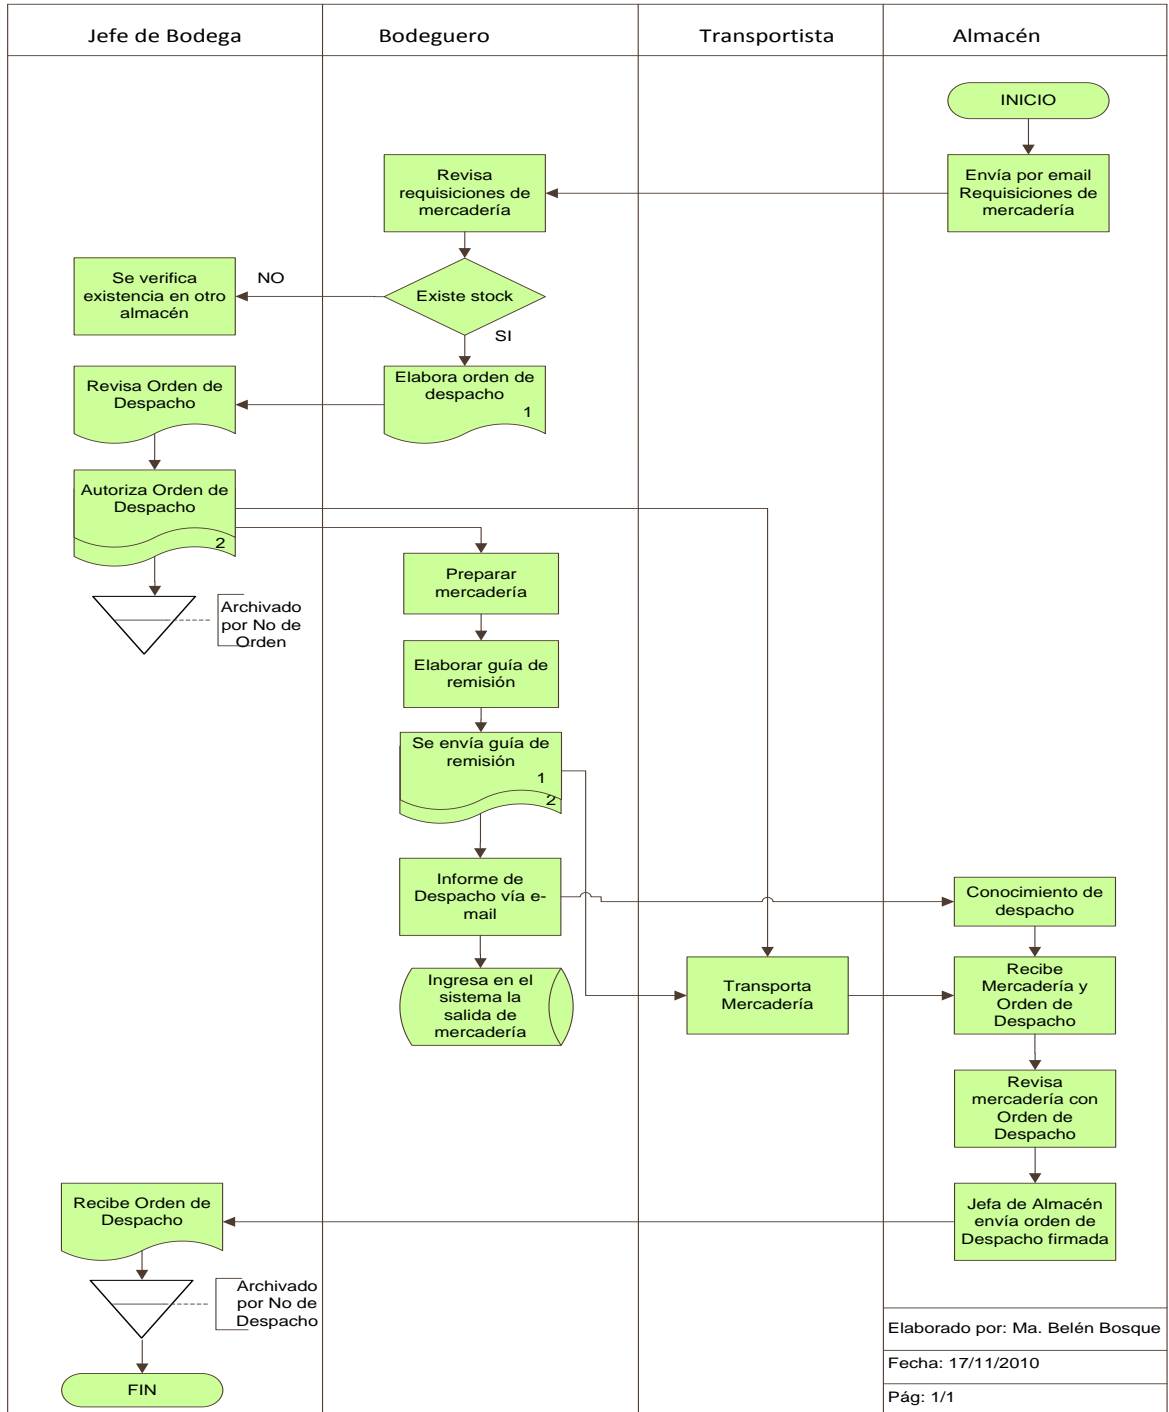 Jefe de Bodega
Bodeguero
Transportista
Almacén
INICIO
Revisa
requisiciones de
mercadería
Envía por email
Requisiciones de
mercadería
Se verifica
existencia en otro
almacén
NO
Existe stock
SI
Revisa Orden de
Despacho
Elabora orden de
despacho
1
Autoriza Orden de
Despacho
2
Preparar
mercadería
Archivado
por No de
Orden
Elaborar guía de
remisión
Se envía guía de
remisión
1
2
Informe de
Despacho vía e-
mail
Conocimiento de
despacho
Ingresa en el
sistema la
salida de
mercadería
Transporta
Mercadería
Recibe
Mercadería y
Orden de
Despacho
Revisa
mercadería con
Orden de
Despacho
Recibe Orden de
Despacho
Jefa de Almacén
envía orden de
Despacho firmada
Archivado
por No de
Despacho
FIN
Elaborado por: Ma. Belén Bosque
Fecha: 17/11/2010
Pág: 1/1